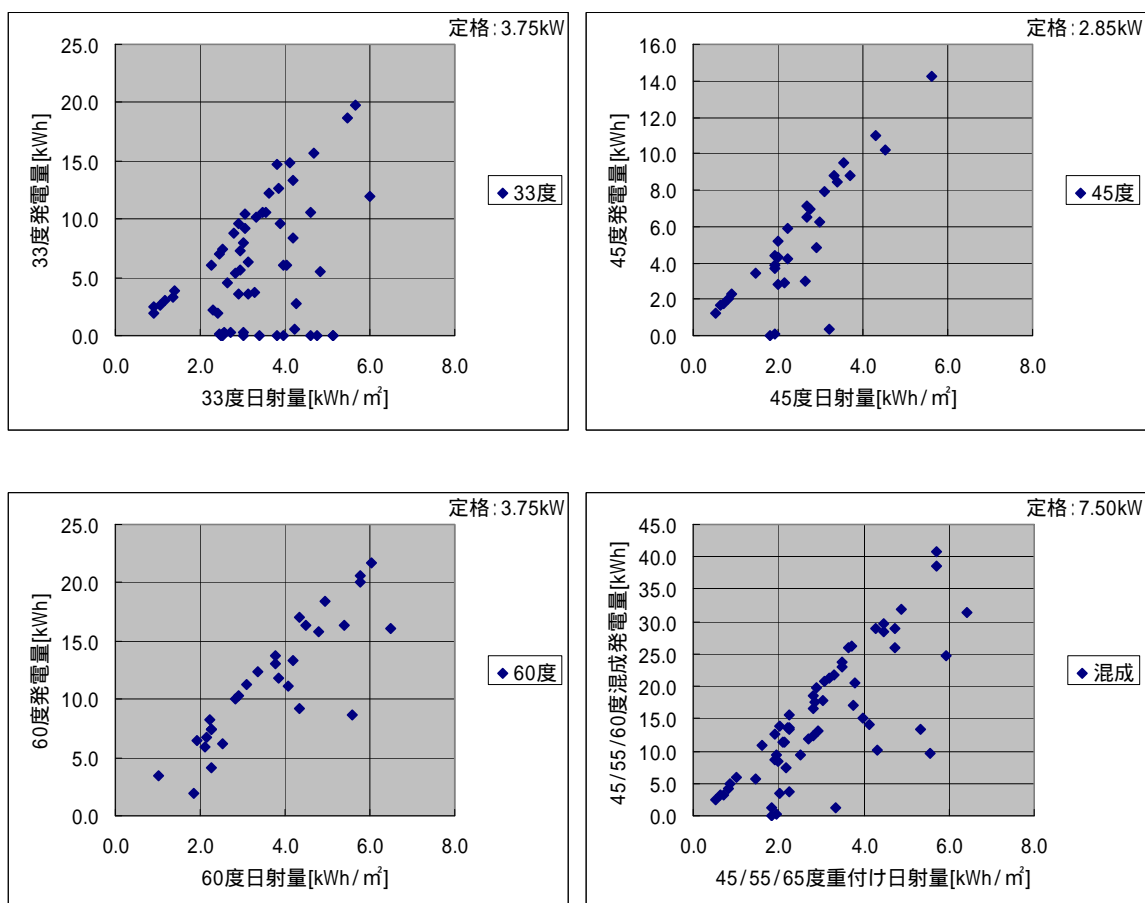 定格：3.75kW
25.0
20.0
15.0
10.0
5.0
0.0
0.0 2.0 4.0 6.0 8.0
33度発電量[kWh]
33度日射量[kWh/㎡]
33度
定格：2.85kW
16.0
14.0
12.0
10.0
8.0
6.0
4.0
2.0
0.0
0.0 2.0 4.0 6.0 8.0
45度発電量[kWh]
45度日射量[kWh/㎡]
45度
定格：3.75kW
25.0
20.0
15.0
10.0
5.0
0.0
0.0 2.0 4.0 6.0 8.0
60度発電量[kWh]
60度日射量[kWh/㎡]
60度
定格：7.50kW
45.0
40.0
35.0
30.0
25.0
20.0
15.0
10.0
5.0
0.0
0.0 2.0 4.0 6.0 8.0
45/55/60度混成発電量[kWh]
45/55/65度重付け日射量[kWh/㎡]
混成